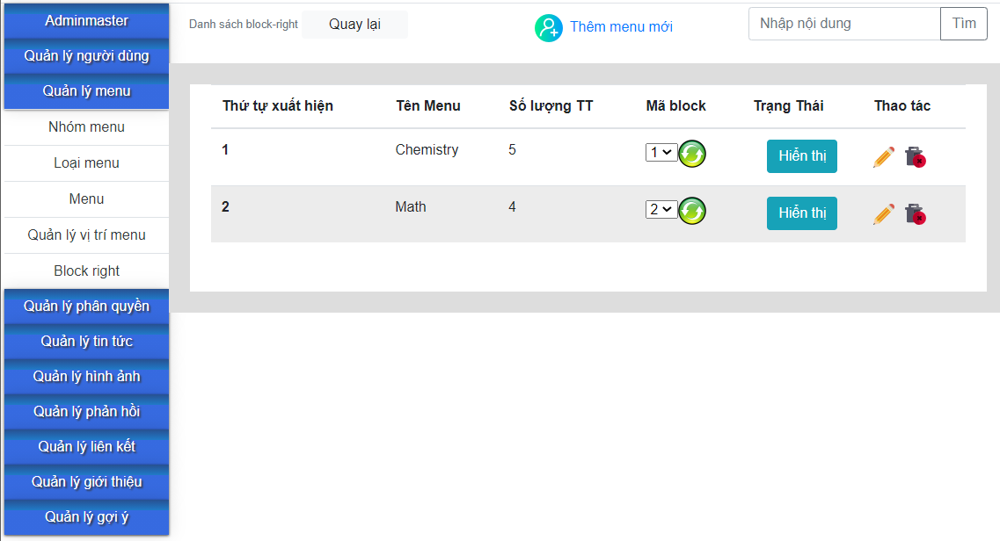 Adminmaster
Quản lý người dùng
Quản lý menu
Nhóm menu
Loại menu
Menu
Quản lý vị trí menu
Block right
Quản lý phân quyền
Quản lý tin tức
Quản lý hình ảnh
Quản lý phản hồi
Quản lý liên kết
Quản lý giới thiệu
Quản lý gợi ý
Danh sách block-right Quay lại Thêm menu mới Nhập nội dung Tìm
Thứ tự xuất hiện Tên Menu Số lượng TT Mã block Trạng Thái Thao tác
1 Chemistry 5 1 Hiển thị
2 Math 4 2 Hiển thị